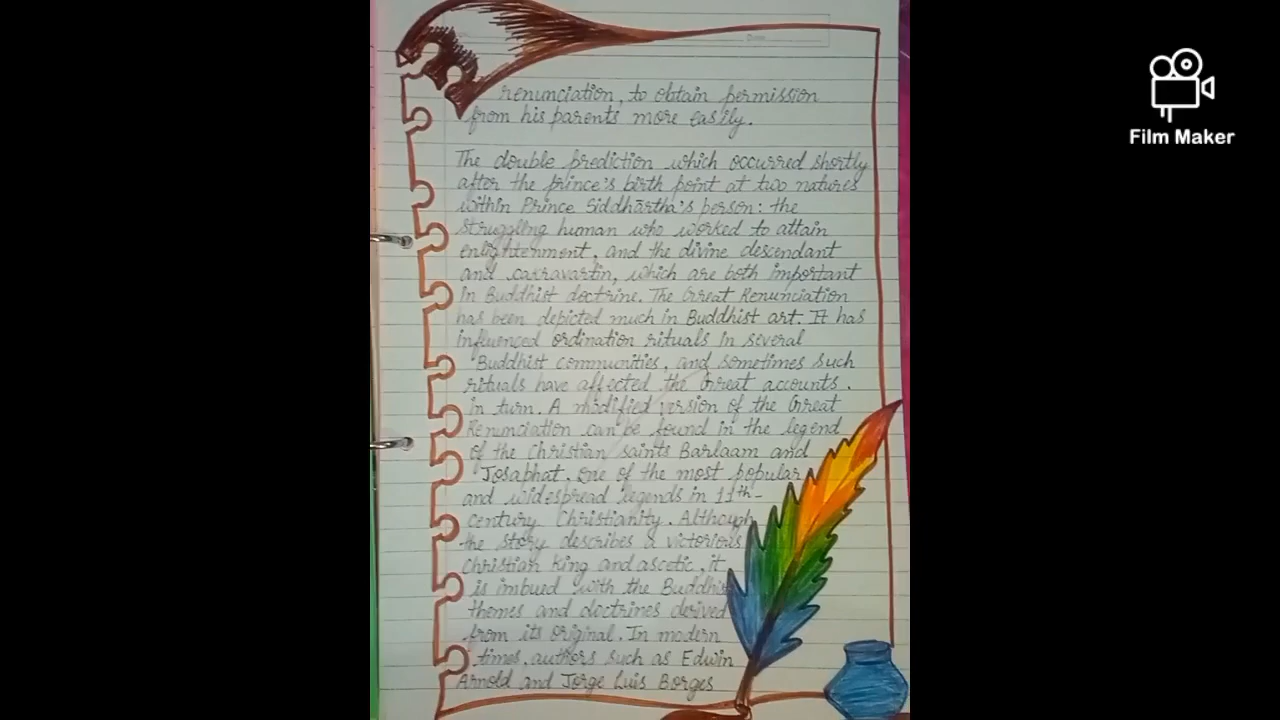 renunciation, to obtain permission
from his parents more easily.
The double prediction which occurred shortly
after the prince's birth point at two natures
within Prince Siddhārtha's person: the
struggling human who worked to attain
enlightenment, and the divine descendant
and carravartin, which are both important
in Buddhist doctrine. The Great Renunciation
has been depicted much in Buddhist art. It has
influenced ordination rituals in several
Buddhist communities, and sometimes such
rituals have affected the Great accounts.
in turn. A modified version of the Great
Renunciation can be found in the legend
of the Christian saints Barlaam and
Josaphat. One of the most popular
and widespread legends in 11th-
century Christianity. Although
the story describes a victorious
Christian King and ascetic, it
is imbued with the Buddhist
themes and doctrines derived
from its original. In modern
times, authors such as Edwin
Arnold and Jorge Luis Borges
Film Maker